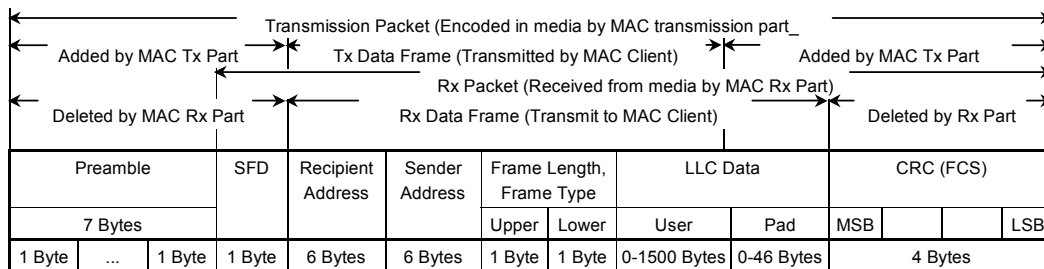 Transmission Packet (Encoded in media by MAC transmission part_
Added by MAC Tx Part Tx Data Frame (Transmitted by MAC Client) Added by MAC Tx Part
Rx Packet (Received from media by MAC Rx Part)
Deleted by MAC Rx Part Rx Data Frame (Transmit to MAC Client) Deleted by Rx Part
Preamble SFD Recipient Sender Frame Length, LLC Data CRC (FCS)
Address Address Frame Type
7 Bytes Upper Lower User Pad MSB LSB
1 Byte ... 1 Byte 1 Byte 6 Bytes 6 Bytes 1 Byte 1 Byte 0-1500 Bytes 0-46 Bytes 4 Bytes